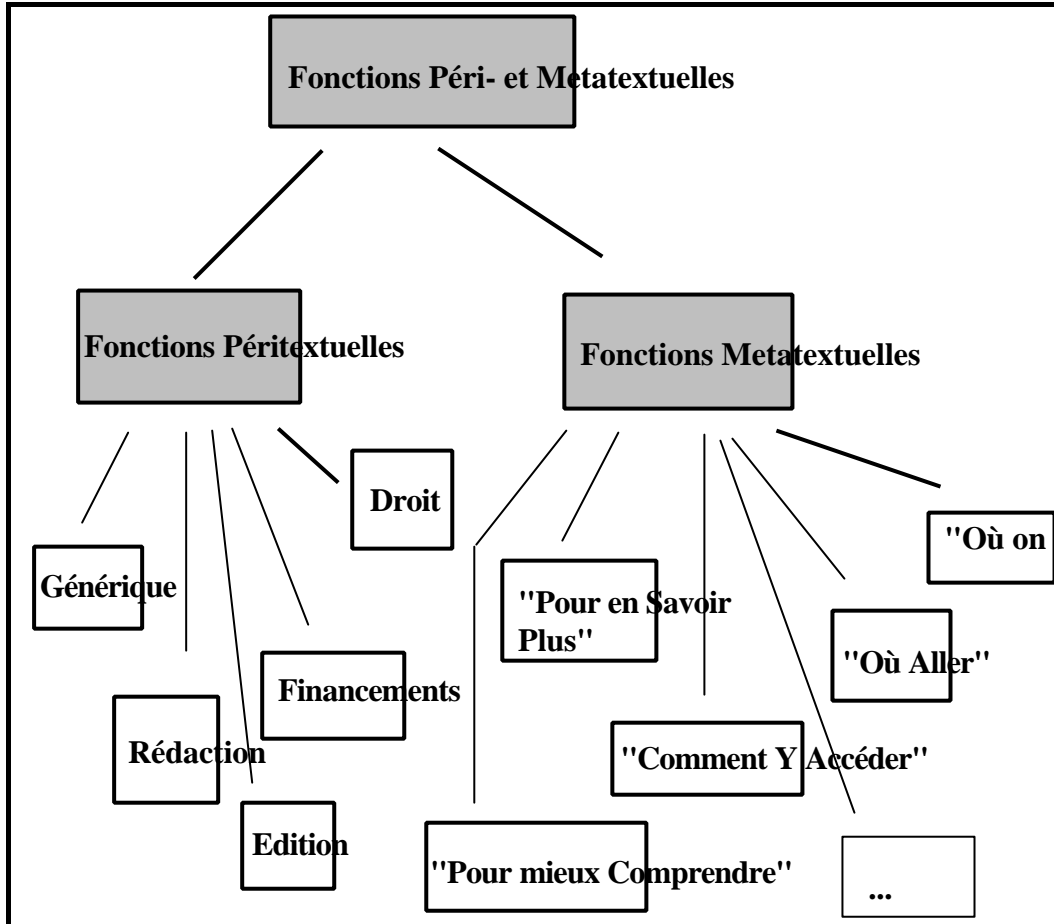 Fonctions Péri- et Metatextuelles
Fonctions Péritextuelles
Fonctions Metatextuelles
Droit
"Où on
Générique
"Pour en Savoir
Plus"
"Où Aller"
Financements
Rédaction
"Comment Y Accéder"
Edition
"Pour mieux Comprendre"
...